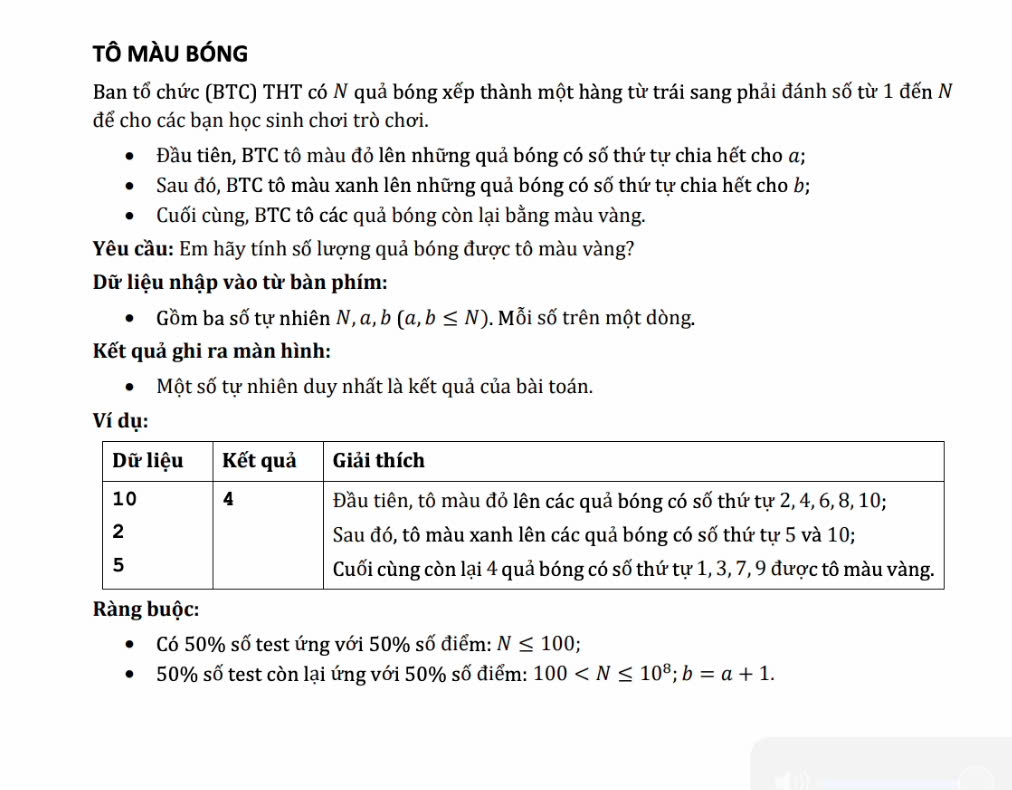 TÔ MÀU BÓNG
Ban tổ chức (BTC) THT có N quả bóng xếp thành một hàng từ trái sang phải đánh số từ 1 đến N
để cho các bạn học sinh chơi trò chơi.
• Đầu tiên, BTC tô màu đỏ lên những quả bóng có số thứ tự chia hết cho a;
• Sau đó, BTC tô màu xanh lên những quả bóng có số thứ tự chia hết cho b;
• Cuối cùng, BTC tô các quả bóng còn lại bằng màu vàng.
Yêu cầu: Em hãy tính số lượng quả bóng được tô màu vàng?
Dữ liệu nhập vào từ bàn phím:
• Gồm ba số tự nhiên N, a, b (a, b ≤ N). Mỗi số trên một dòng.
Kết quả ghi ra màn hình:
• Một số tự nhiên duy nhất là kết quả của bài toán.
Ví dụ:
Dữ liệu Kết quả Giải thích
10 4 Đầu tiên, tô màu đỏ lên các quả bóng có số thứ tự 2, 4, 6, 8, 10;
2 Sau đó, tô màu xanh lên các quả bóng có số thứ tự 5 và 10;
5 Cuối cùng còn lại 4 quả bóng có số thứ tự 1, 3, 7, 9 được tô màu vàng.
Ràng buộc:
• Có 50% số test ứng với 50% số điểm: N ≤ 100;
• 50% số test còn lại ứng với 50% số điểm: 100 < N ≤ 10⁸; b = a + 1.